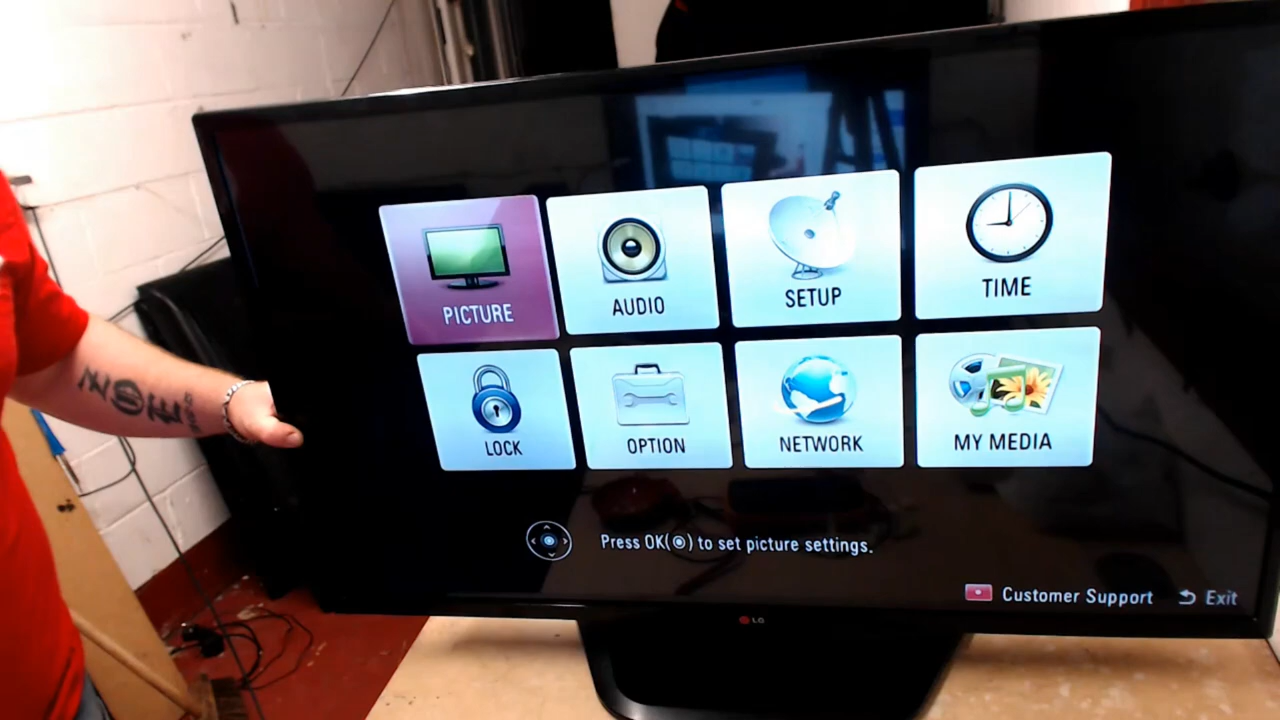 PICTURE
AUDIO
SETUP
TIME
LOCK
OPTION
NETWORK
MY MEDIA
Press OK(◉) to set picture settings.
Customer Support
Exit
LG
ZOE